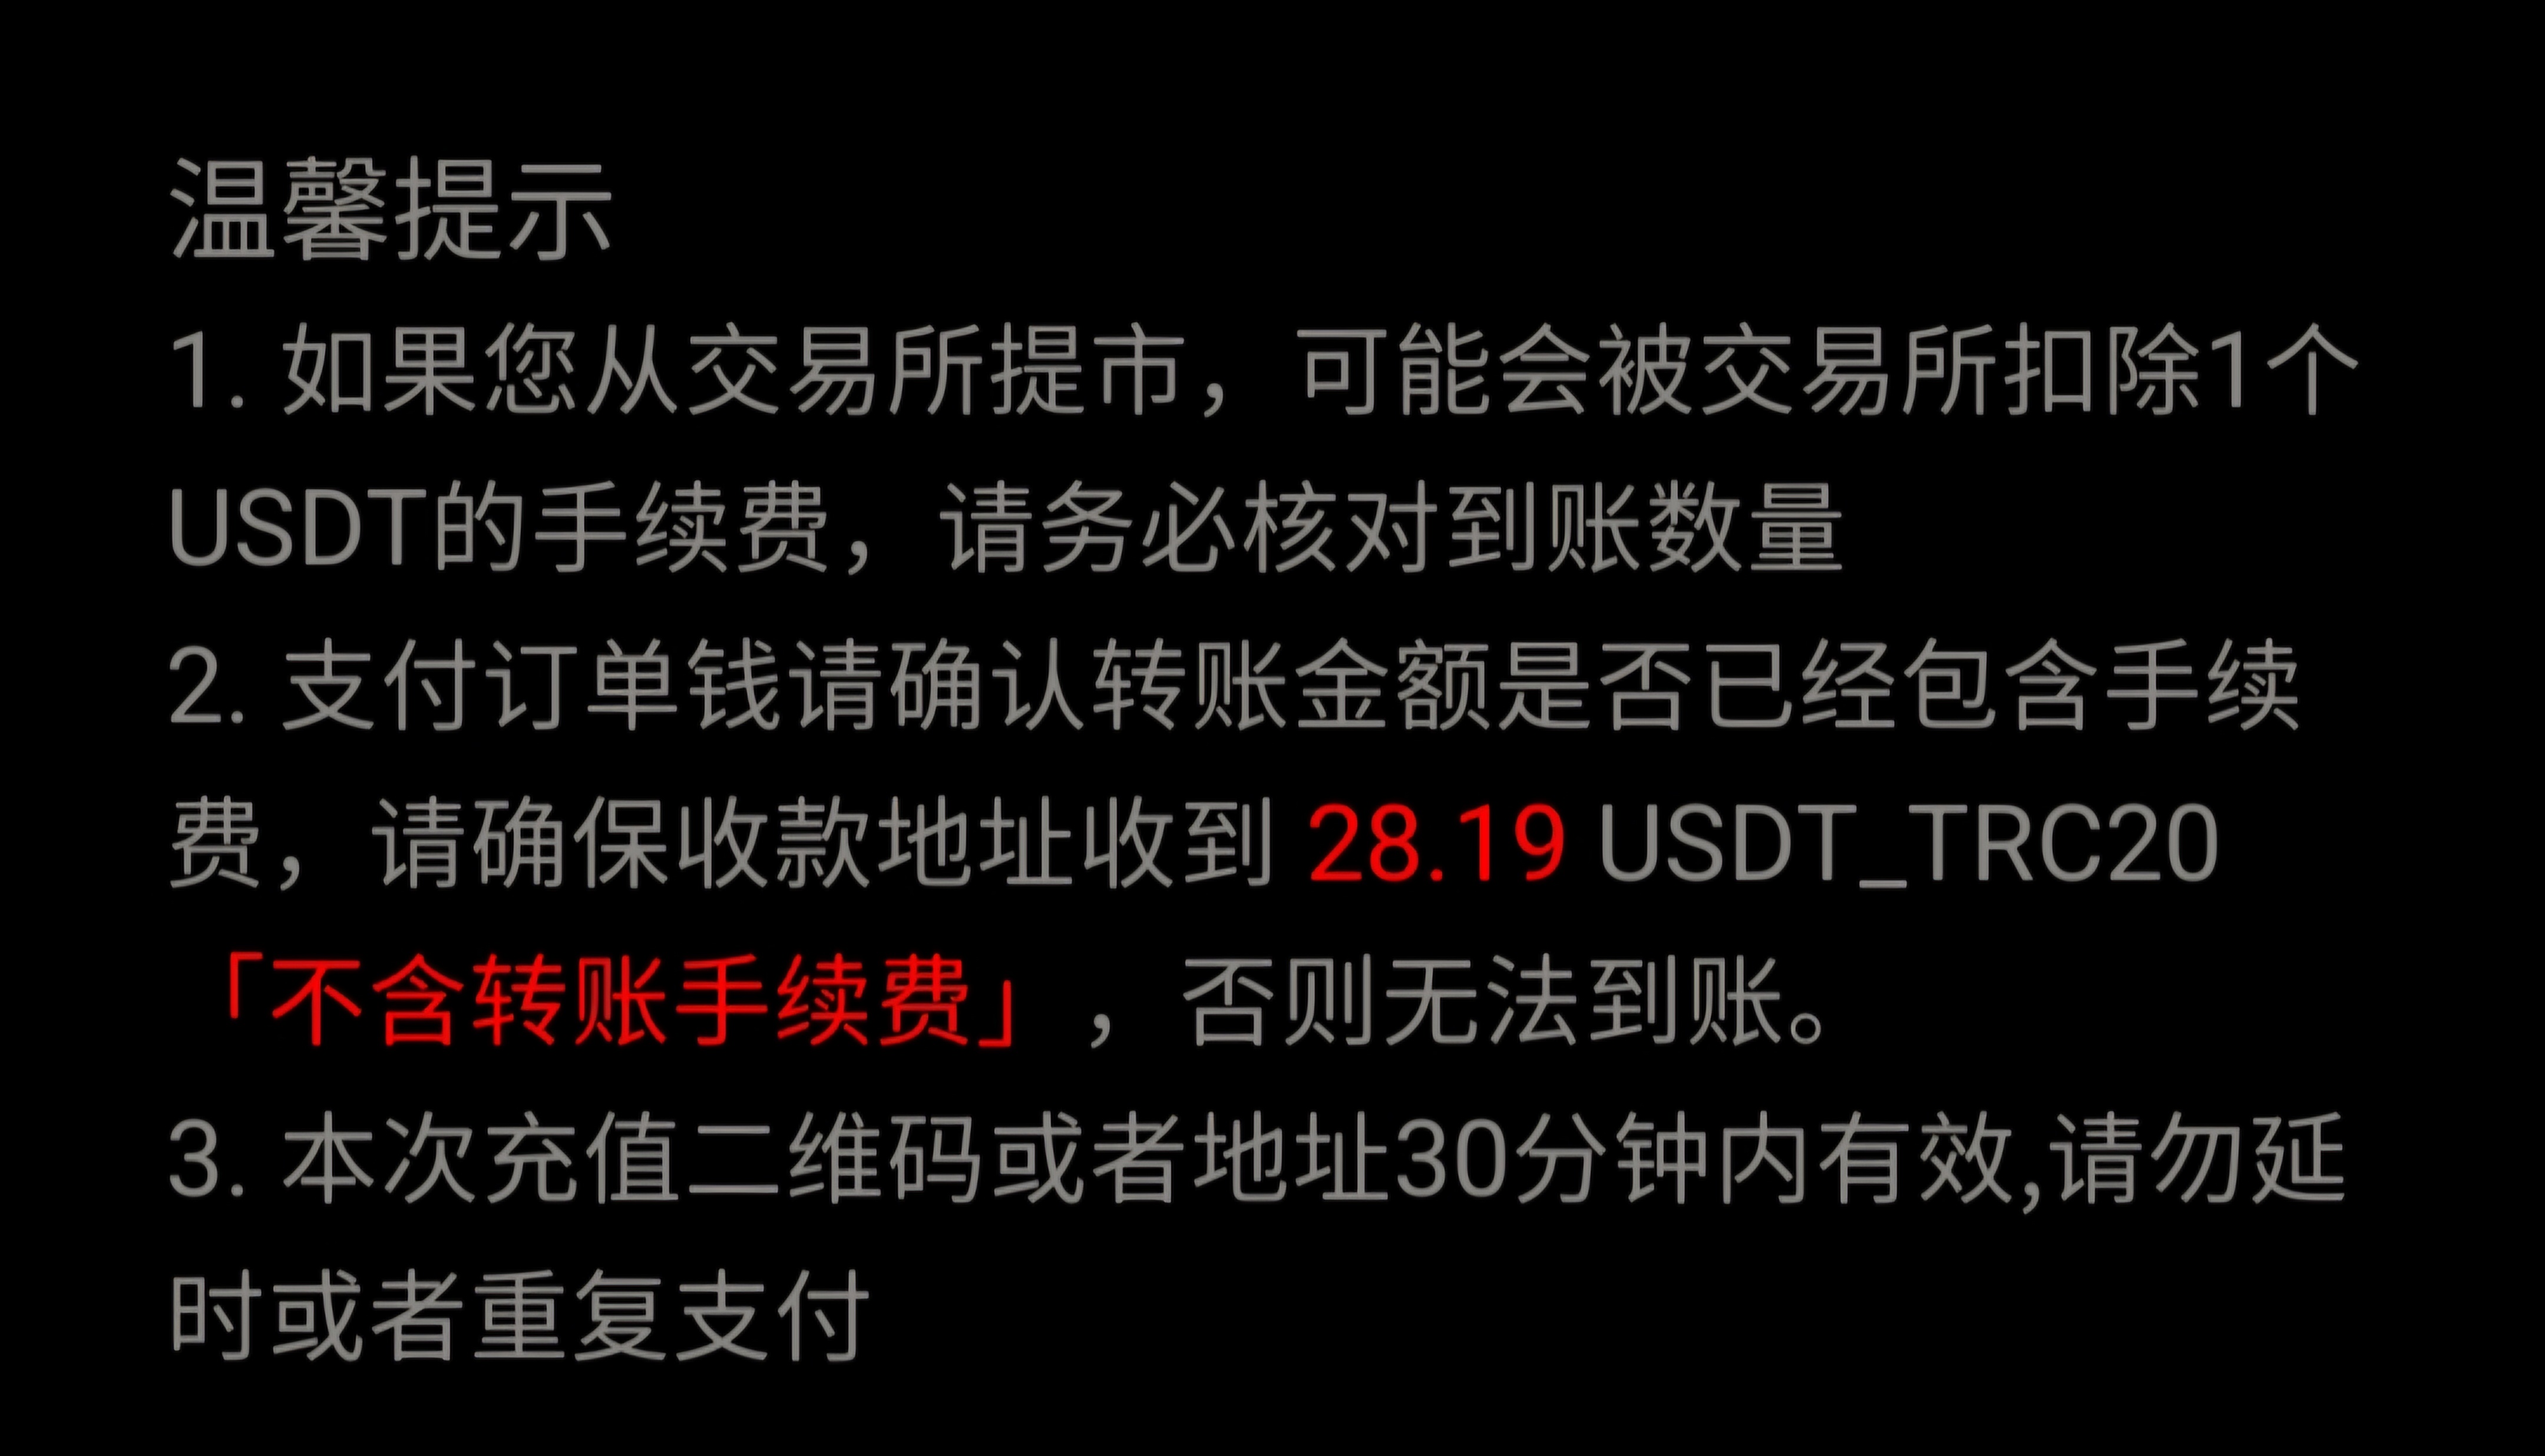 温馨提示
1. 如果您从交易所提市，可能会被交易所扣除1个
USDT的手续费，请务必核对到账数量
2. 支付订单钱请确认转账金额是否已经包含手续
费，请确保收款地址收到 28.19 USDT_TRC20
「不含转账手续费」，否则无法到账。
3. 本次充值二维码或者地址30分钟内有效,请勿延
时或者重复支付